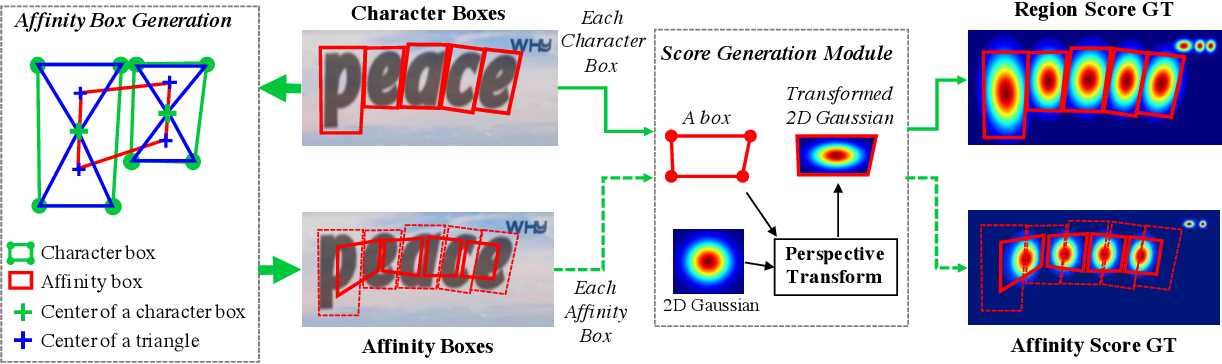 Affinity Box Generation
Character box
Affinity box
Center of a character box
Center of a triangle
Character Boxes
peace
WHY
peace
WHY
Affinity Boxes
Each
Character
Box
Each
Affinity
Box
Score Generation Module
A box
Transformed
2D Gaussian
2D Gaussian
Perspective
Transform
Region Score GT
Affinity Score GT